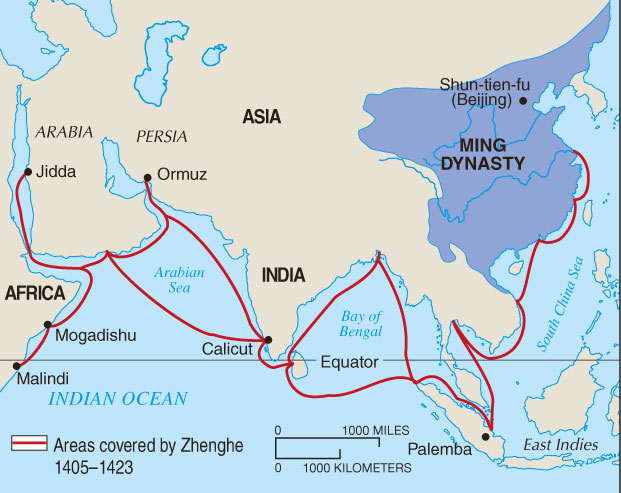 Shun-tien-fu
(Beijing)
ASIA
ARABIA
PERSIA
MING
DYNASTY
Jidda
Ormuz
Arabian
Sea
INDIA
AFRICA
Bay of
Bengal
South China Sea
Mogadishu
Calicut
Equator
Malindi
INDIAN OCEAN
Areas covered by Zhenghe
1405–1423
0 1000 MILES
0 1000 KILOMETERS
Palemba
East Indies